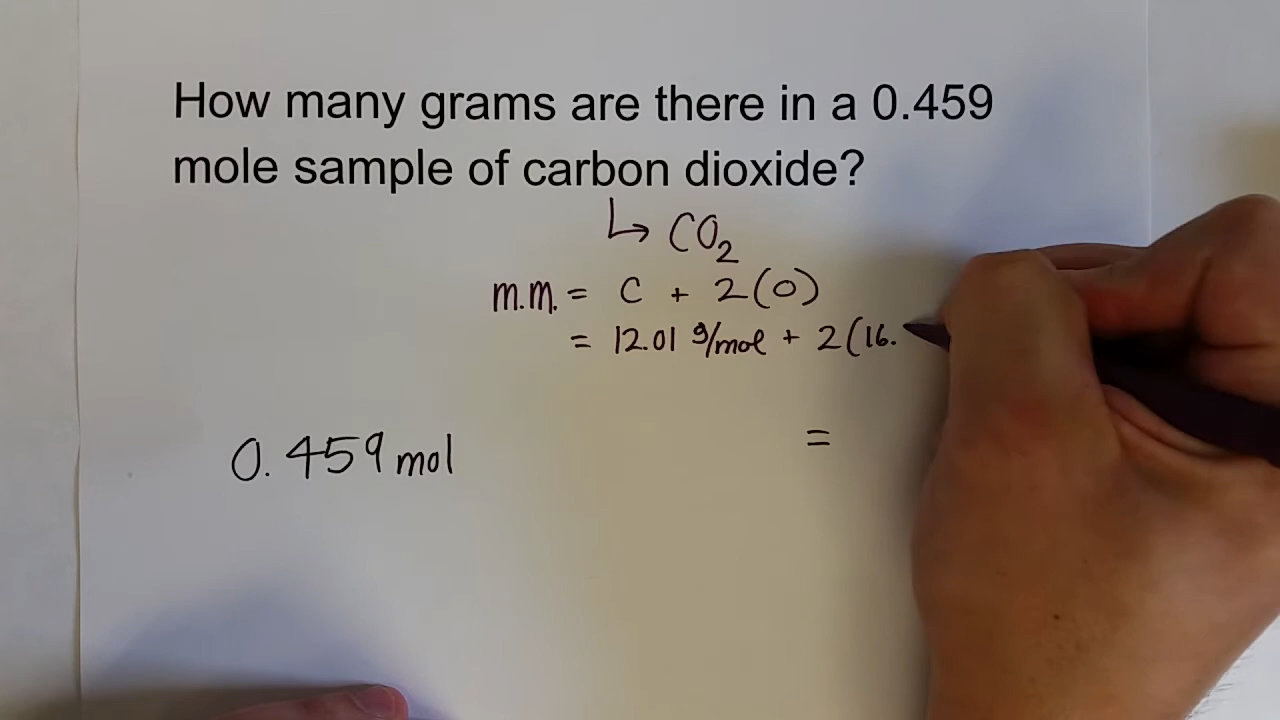 How many grams are there in a 0.459
mole sample of carbon dioxide?
↳ CO₂
m.m. = C + 2(O)
= 12.01 g/mol + 2(16.
0.459 mol =